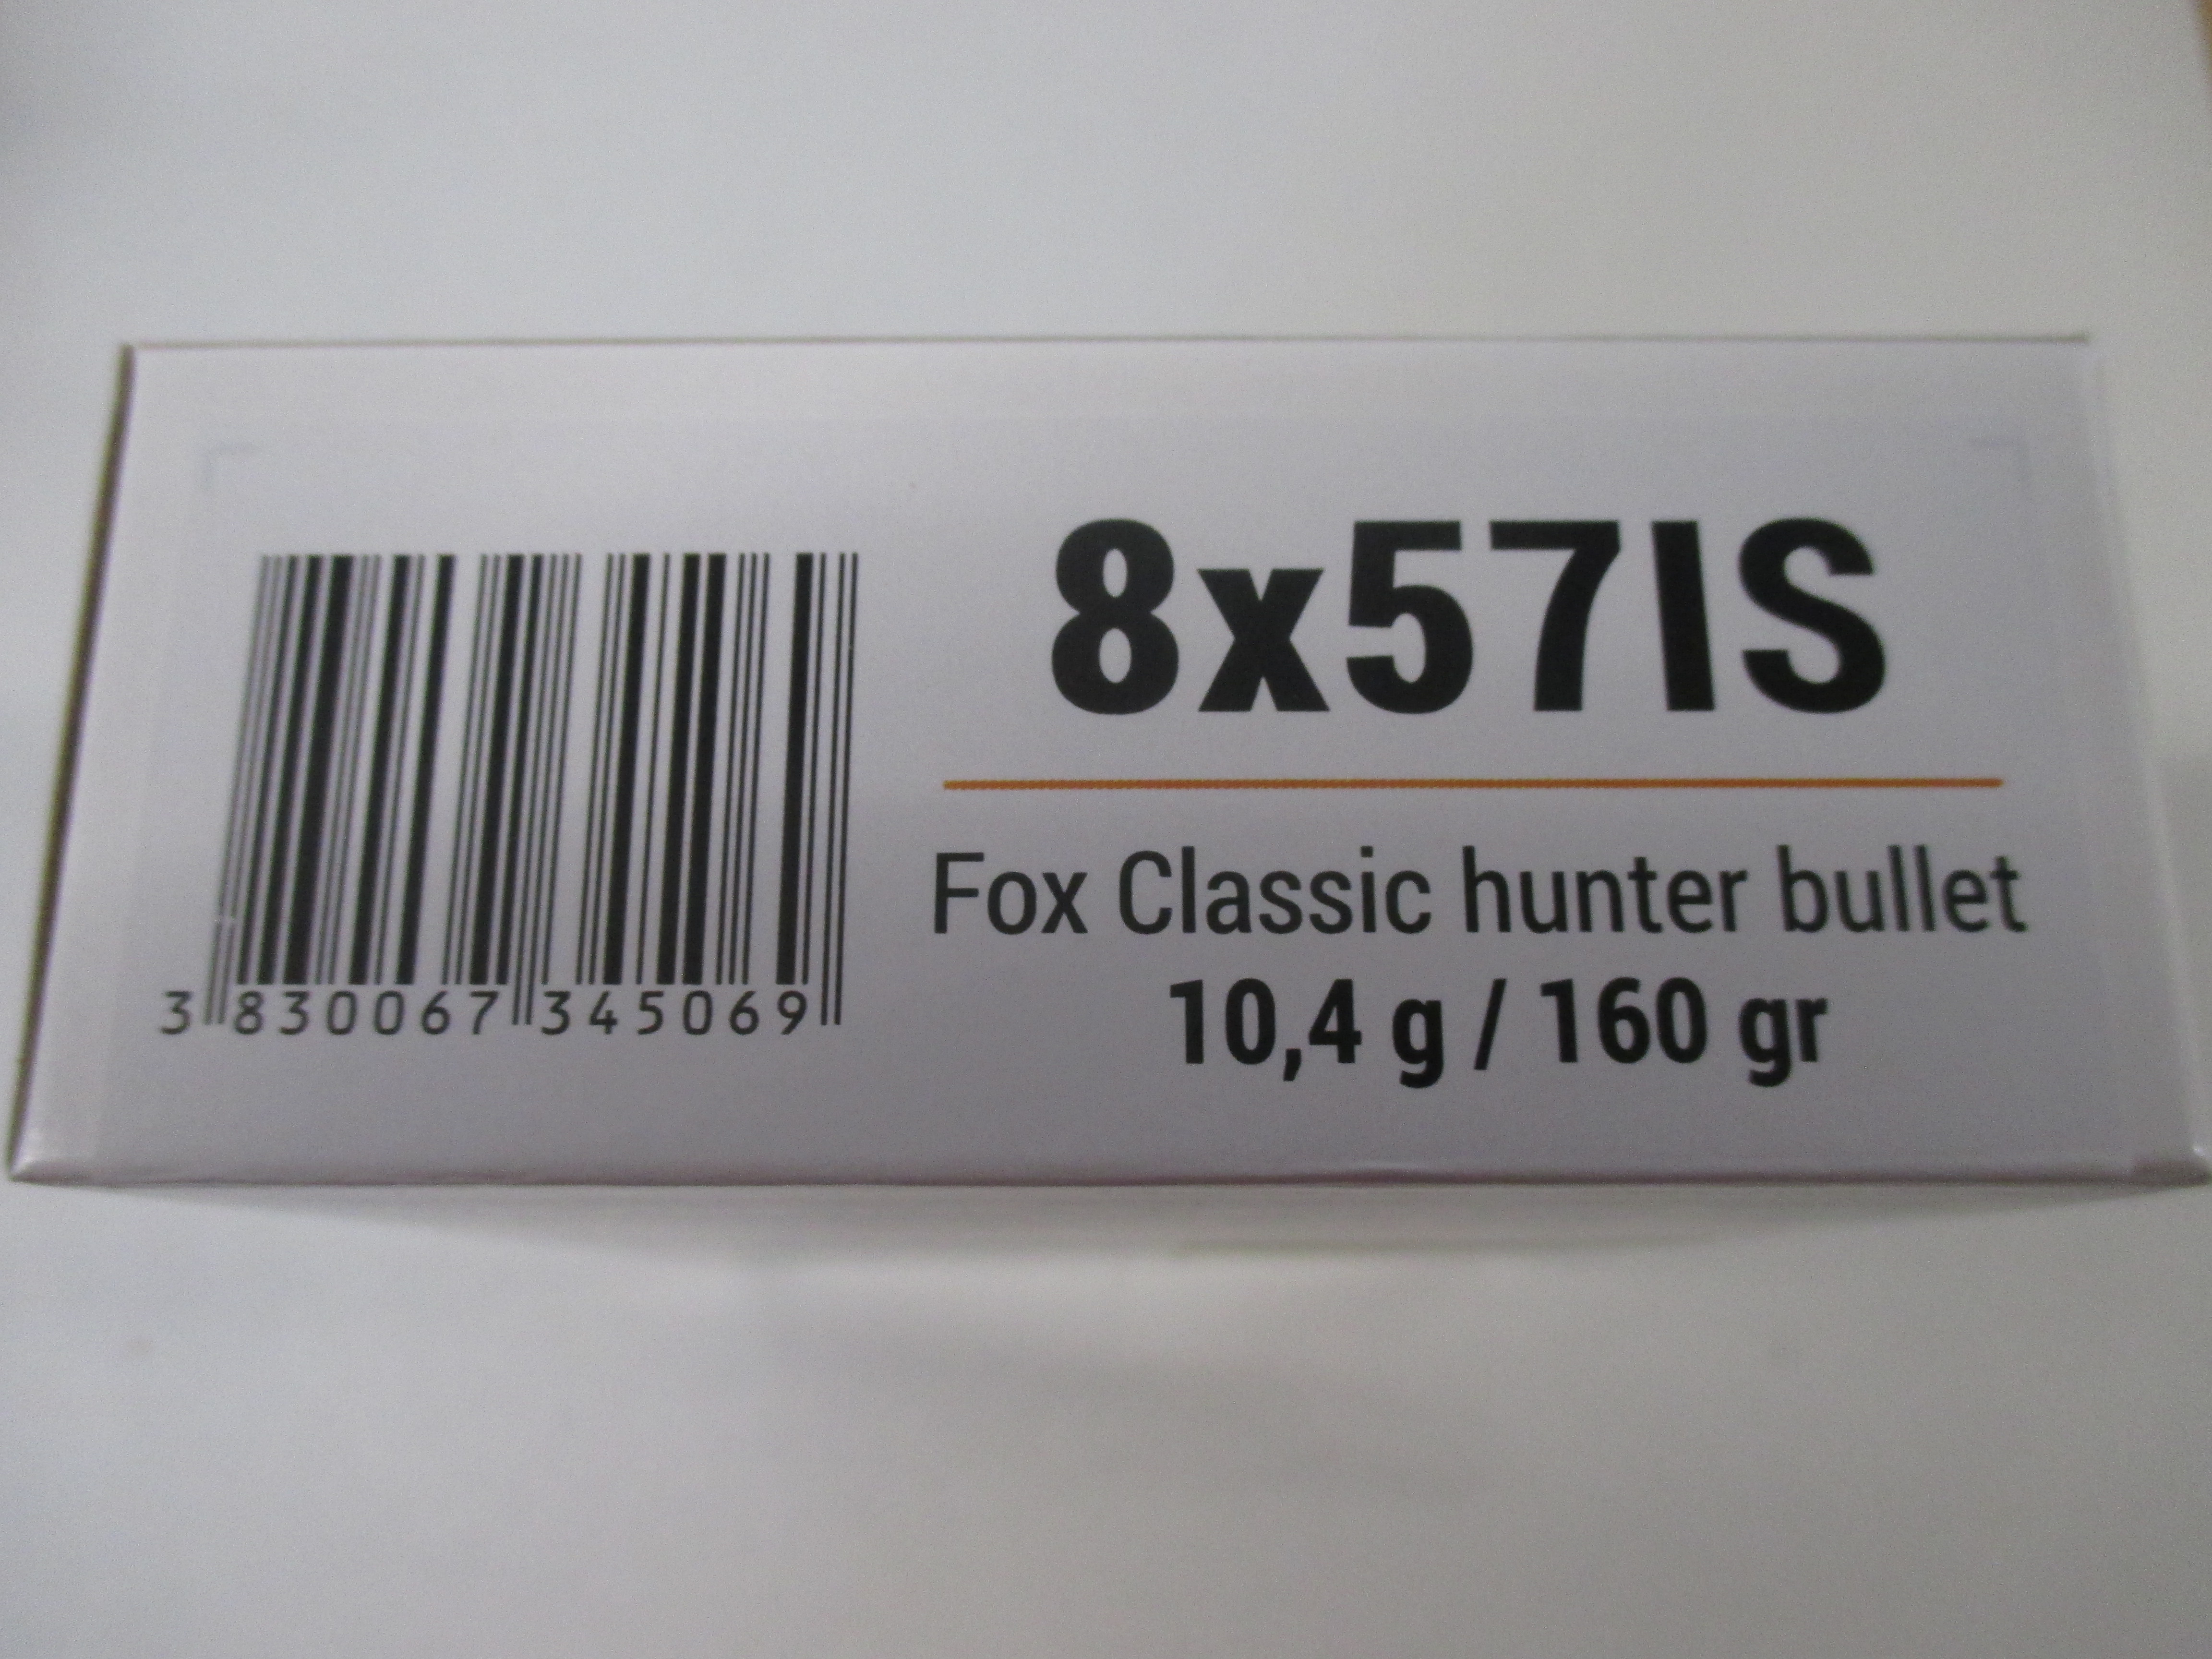 8x57IS
Fox Classic hunter bullet
10,4 g / 160 gr
3 830067 345069